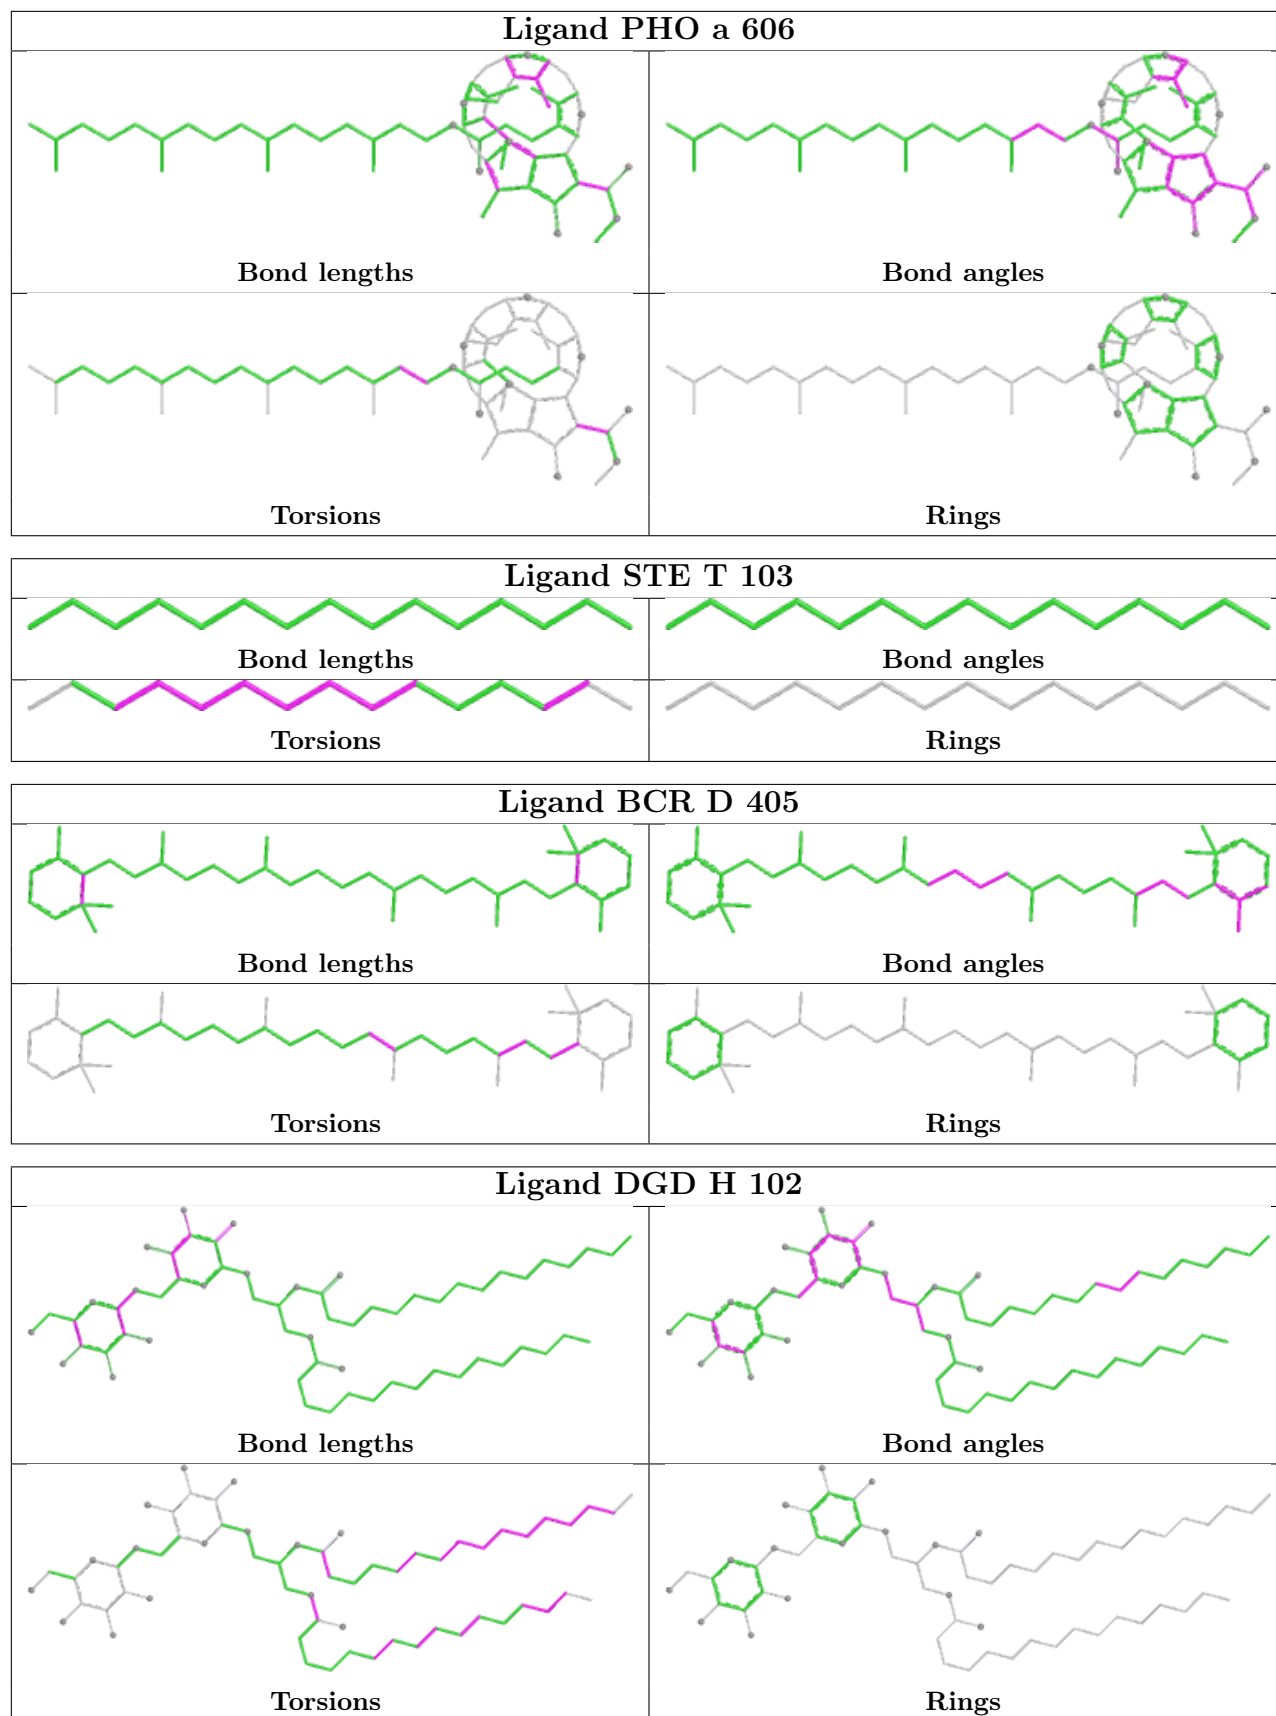 Ligand PHO a 606
Bond lengths
Bond angles
Torsions
Rings
Ligand STE T 103
Bond lengths
Bond angles
Torsions
Rings
Ligand BCR D 405
Bond lengths
Bond angles
Torsions
Rings
Ligand DGD H 102
Bond lengths
Bond angles
Torsions
Rings